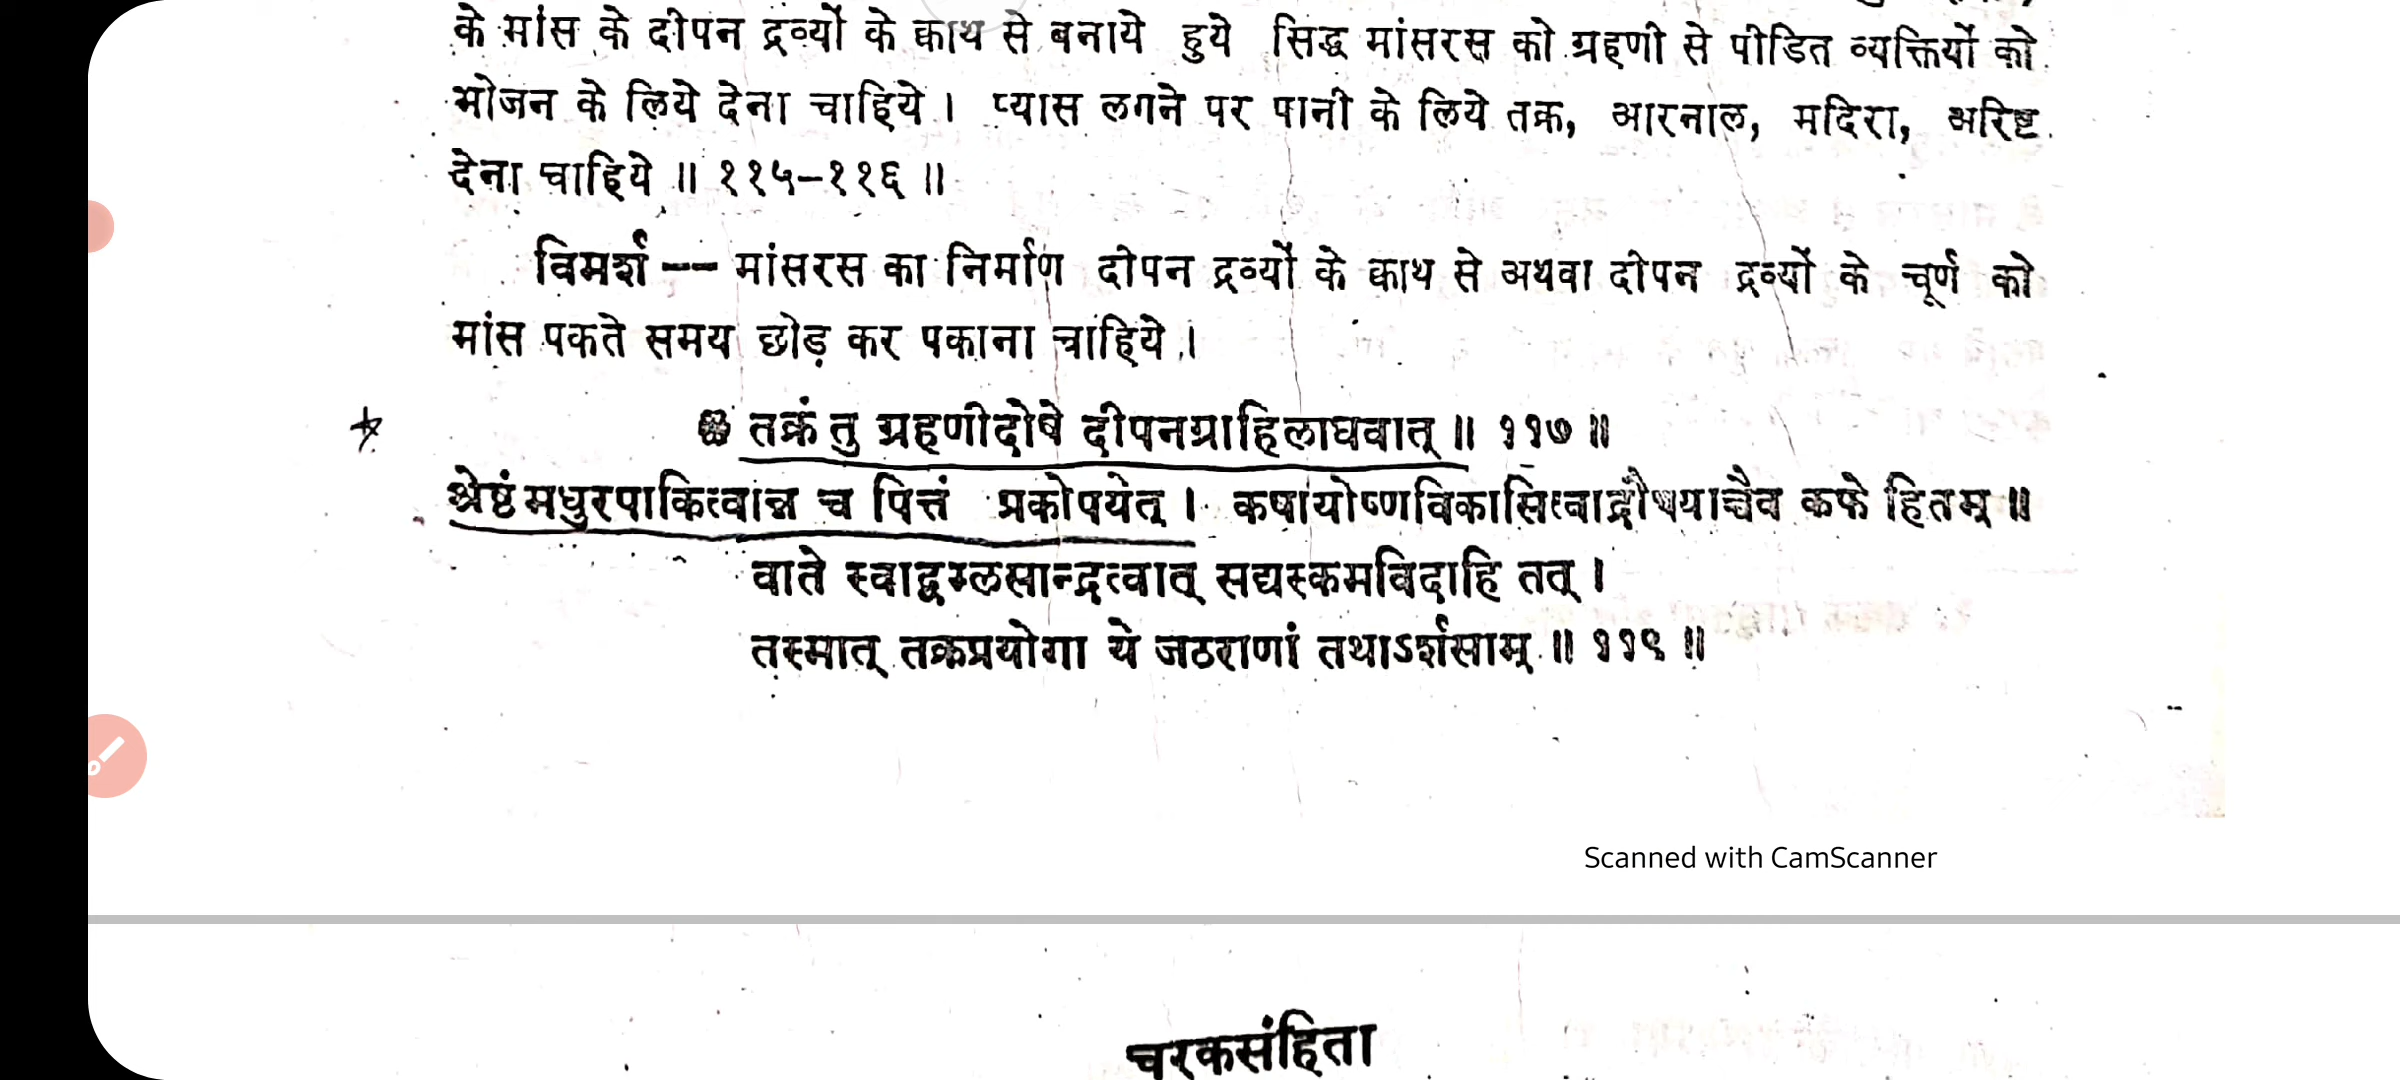 के मांस के दीपन द्रव्यों के क्वाथ से बनाये हुये सिद्ध मांसरस को ग्रहणी से पीडित व्यक्तियों को
भोजन के लिये देना चाहिये । प्यास लगने पर पानी के लिये तक्र, आरनाल, मदिरा, अरिष्ट
देना चाहिये ॥ ११५–११६ ॥
विमर्श –– मांसरस का निर्माण दीपन द्रव्यों के क्वाथ से अथवा दीपन द्रव्यों के चूर्ण को
मांस पकते समय छोड़ कर पकाना चाहिये ।
तक्रं तु ग्रहणीदोषे दीपनग्राहिलाघवात् ॥ ११७ ॥
श्रेष्ठं मधुरपाकित्वान्न च पित्तं प्रकोपयेत् । कषायोष्णविकासित्वाद्रौक्ष्याच्चैव कफे हितम् ॥
वाते स्वाद्वम्लसान्द्रत्वात् सद्यस्कमविदाहि तत् ।
तस्मात् तक्रप्रयोगा ये जठराणां तथाऽर्शसाम् ॥ ११९ ॥
Scanned with CamScanner
चरकसंहिता